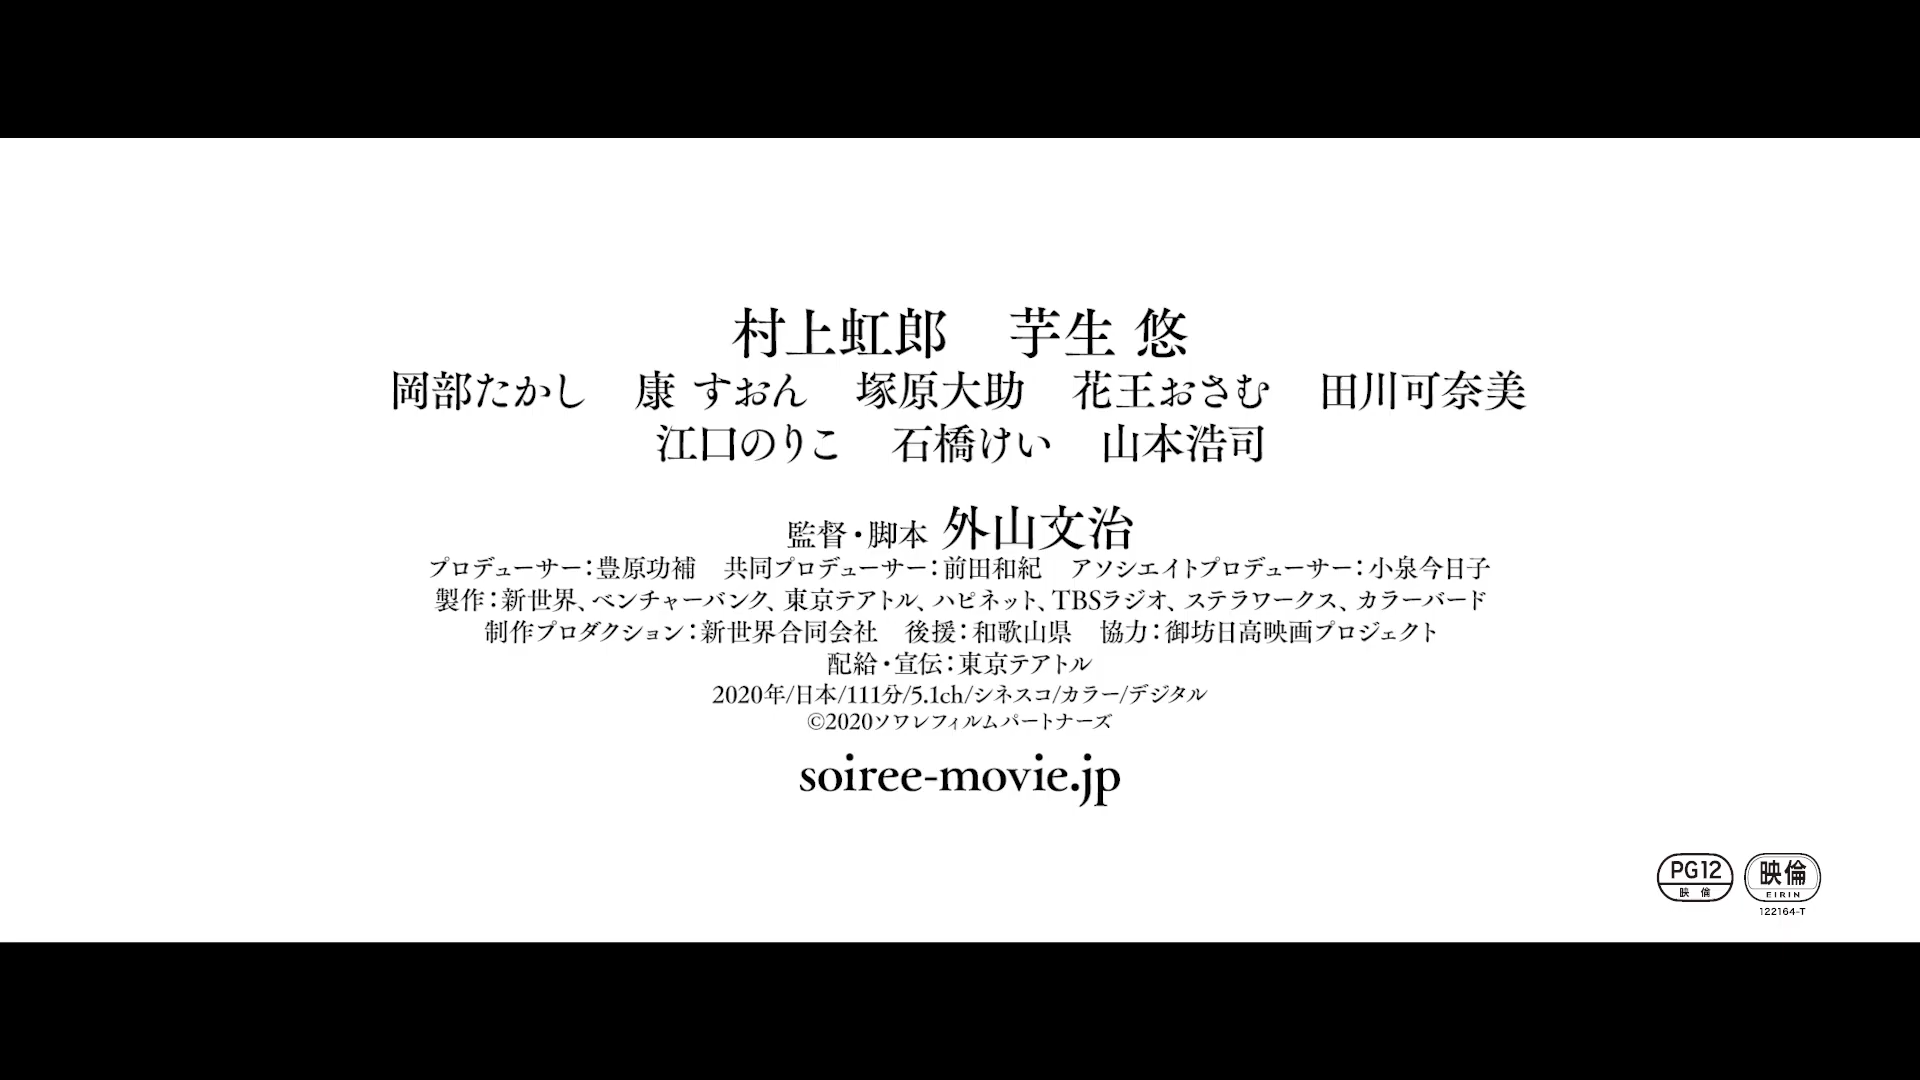 村上虹郎　芋生 悠
岡部たかし　康 すおん　塚原大助　花王おさむ　田川可奈美
江口のりこ　石橋けい　山本浩司
監督・脚本 外山文治
プロデューサー：豊原功補　共同プロデューサー：前田和紀　アソシエイトプロデューサー：小泉今日子
製作：新世界、ベンチャーバンク、東京テアトル、ハピネット、TBSラジオ、ステラワークス、カラーバード
制作プロダクション：新世界合同会社　後援：和歌山県　協力：御坊日高映画プロジェクト
配給・宣伝：東京テアトル
2020年/日本/111分/5.1ch/シネスコ/カラー/デジタル
©2020ソワレフィルムパートナーズ
soiree-movie.jp
PG12
映倫
映倫
EIRIN
122164-T